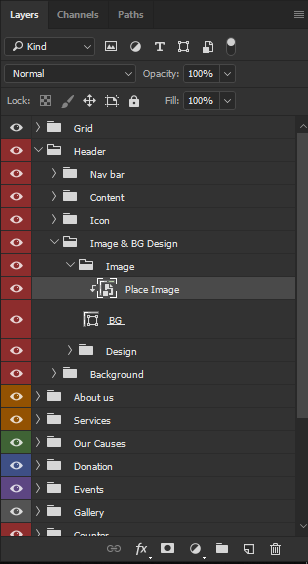 Layers Channels Paths
Kind
Normal Opacity: 100%
Lock: Fill: 100%
Grid
Header
Nav bar
Content
Icon
Image & BG Design
Image
Place Image
BG
Design
Background
About us
Services
Our Causes
Donation
Events
Gallery
Counter
fx